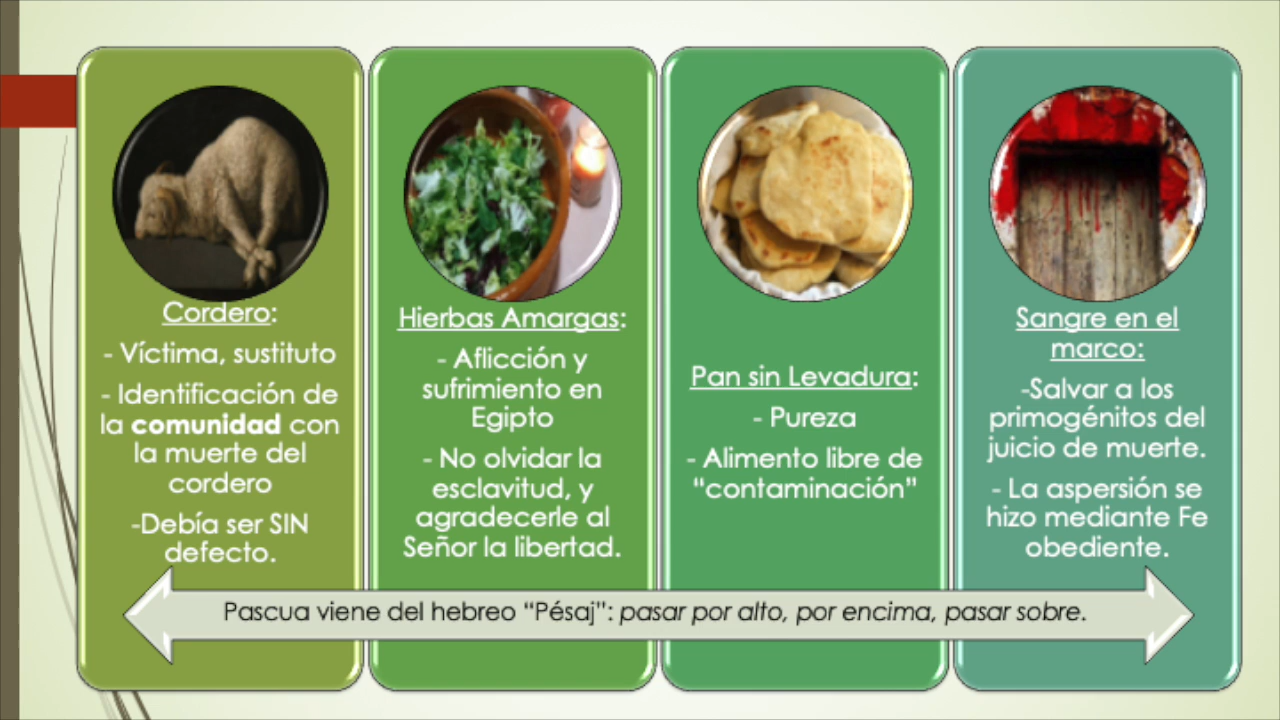 Cordero:
- Víctima, sustituto
- Identificación de
la comunidad con
la muerte del
cordero
-Debía ser SIN
defecto.
Hierbas Amargas:
- Aflicción y
sufrimiento en
Egipto
- No olvidar la
esclavitud, y
agradecerle al
Señor la libertad.
Pan sin Levadura:
- Pureza
- Alimento libre de
“contaminación”
Sangre en el
marco:
-Salvar a los
primogénitos del
juicio de muerte.
- La aspersión se
hizo mediante Fe
obediente.
Pascua viene del hebreo “Pésaj”: pasar por alto, por encima, pasar sobre.